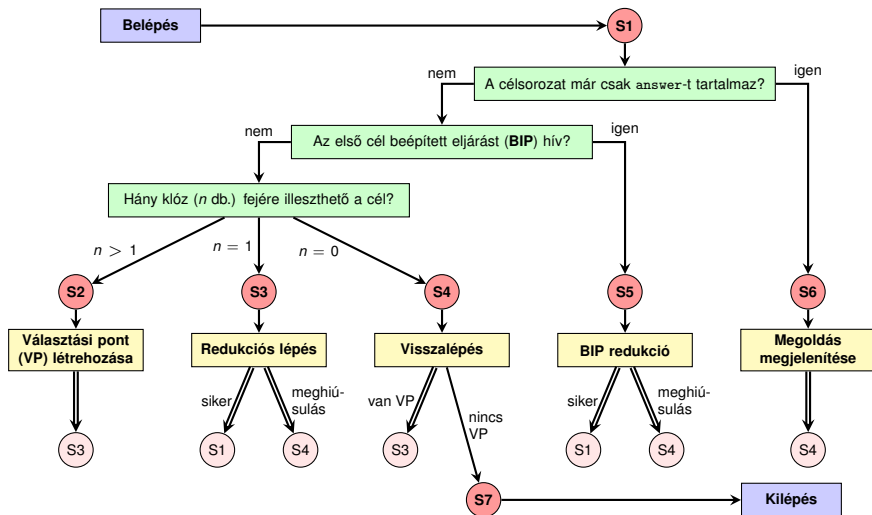 Belépés
S1
nem
A célsorozat már csak answer-t tartalmaz?
igen
nem
Az első cél beépített eljárást (BIP) hív?
igen
Hány klóz (n db.) fejére illeszthető a cél?
n > 1
n = 1
n = 0
S2
S3
S4
S5
S6
Választási pont
(VP) létrehozása
Redukciós lépés
Visszalépés
BIP redukció
Megoldás
megjelenítése
siker
meghiú-
sulás
van VP
nincs
VP
siker
meghiú-
sulás
S3
S1
S4
S3
S1
S4
S4
S7
Kilépés